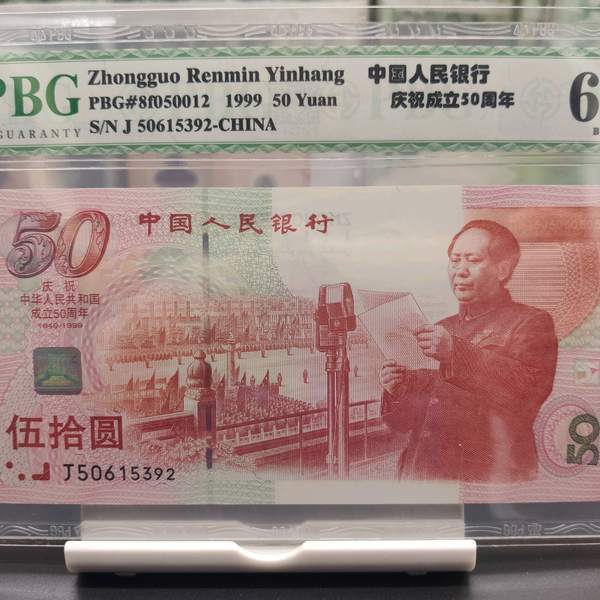 PBG
GUARANTY
Zhongguo Renmin Yinhang
PBG#8f050012 1999 50 Yuan
S/N J 50615392-CHINA
中国人民银行
庆祝成立50周年
6
50
中国人民银行
庆祝
中华人民共和国
成立50周年
1949-1999
伍拾圆
J50615392
50